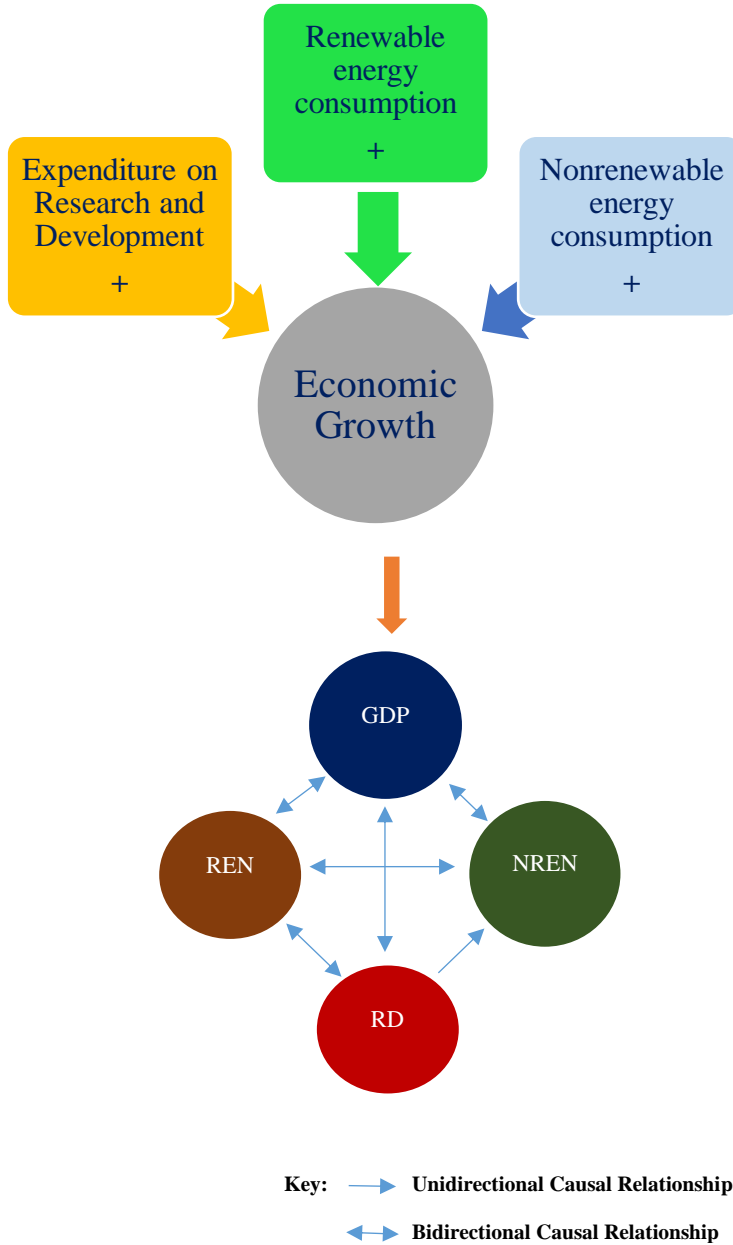 Renewable
energy
consumption
+
Expenditure on
Research and
Development
+
Nonrenewable
energy
consumption
+
Economic
Growth
GDP
REN
NREN
RD
Key: Unidirectional Causal Relationship
Bidirectional Causal Relationship